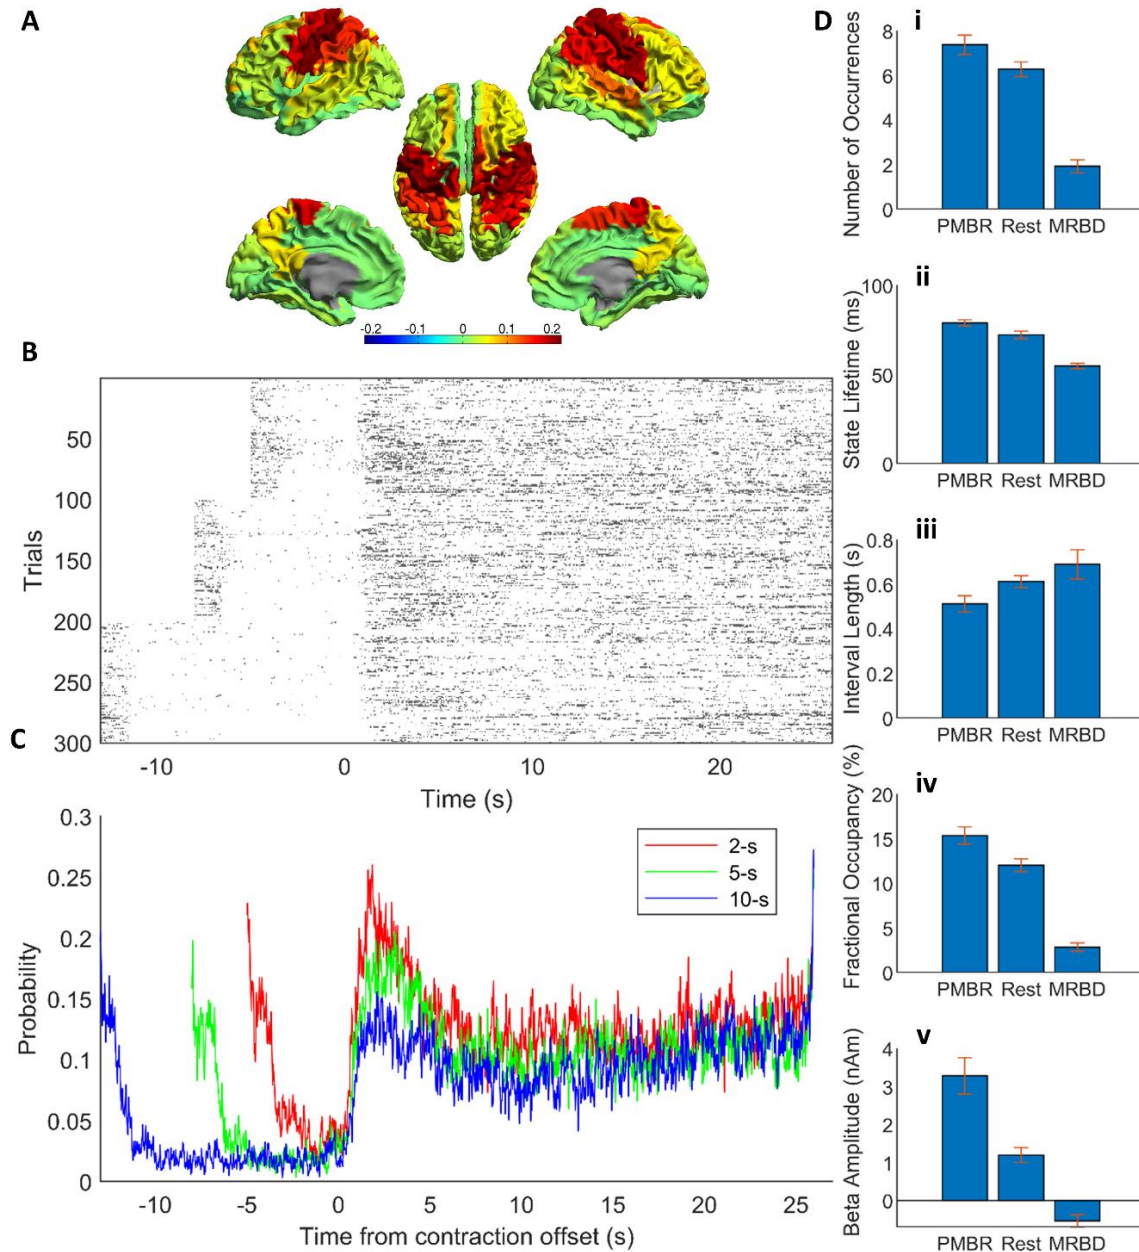 A
-0.2 -0.1 0 0.1 0.2
B
Trials
50
100
150
200
250
300
-10 0 10 20
Time (s)
C
Probability
0.3
0.25
0.2
0.15
0.1
0.05
0
2-s
5-s
10-s
-10 -5 0 5 10 15 20 25
Time from contraction offset (s)
D
i
Number of Occurrences
8
6
4
2
0
PMBR Rest MRBD
ii
State Lifetime (ms)
100
50
0
PMBR Rest MRBD
iii
Interval Length (s)
0.8
0.6
0.4
0.2
0
PMBR Rest MRBD
iv
Fractional Occupancy (%)
20
15
10
5
0
PMBR Rest MRBD
v
Beta Amplitude (nAm)
4
3
2
1
0
PMBR Rest MRBD